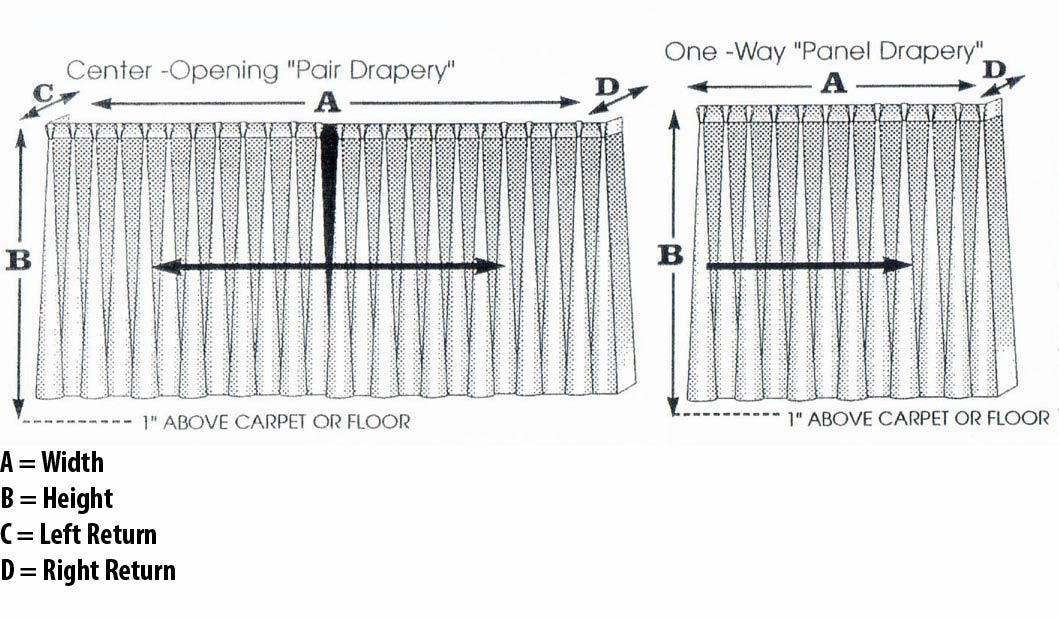 Center -Opening "Pair Drapery"
C
A
D
B
1" ABOVE CARPET OR FLOOR
One -Way "Panel Drapery"
A
D
B
1" ABOVE CARPET OR FLOOR
A = Width
B = Height
C = Left Return
D = Right Return